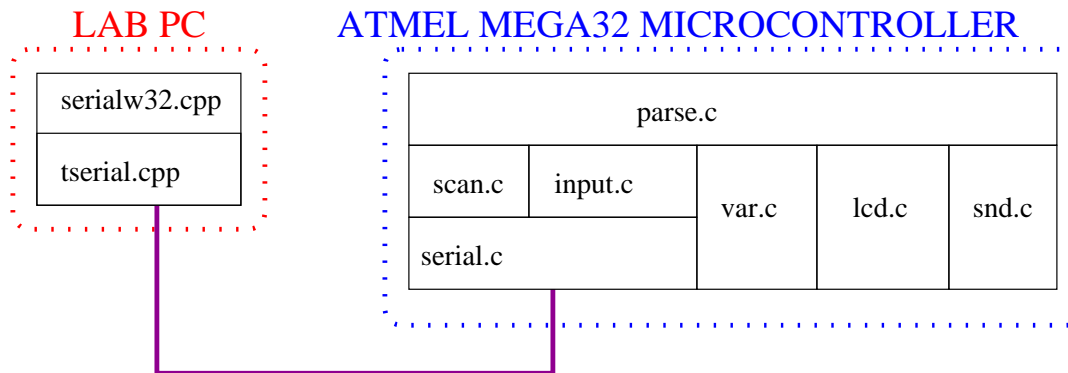 LAB PC
serialw32.cpp
tserial.cpp
ATMEL MEGA32 MICROCONTROLLER
parse.c
scan.c
input.c
var.c
lcd.c
snd.c
serial.c